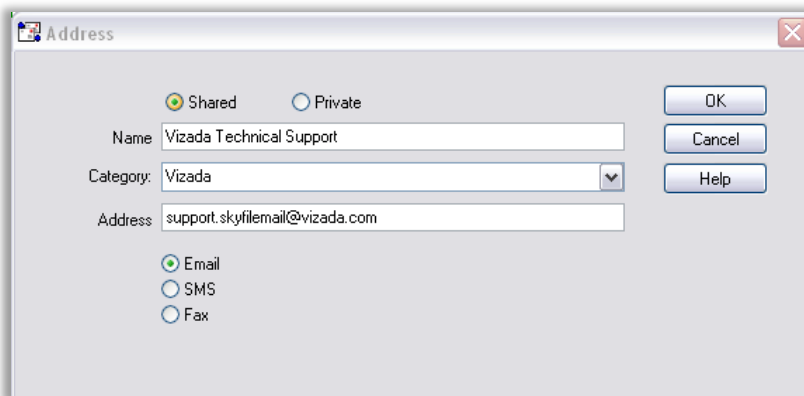 Address
Shared Private OK
Name Vizada Technical Support Cancel
Category: Vizada Help
Address support.skyfilemail@vizada.com
Email
SMS
Fax